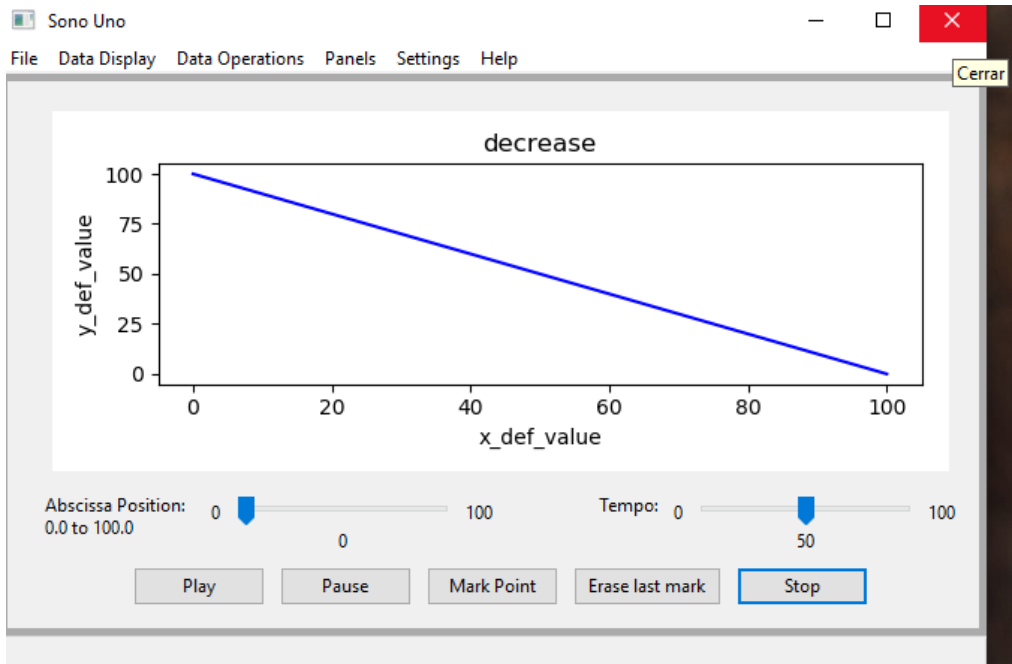 Sono Uno
File Data Display Data Operations Panels Settings Help
Cerrar
decrease
100
75
50
25
0
y_def_value
0 20 40 60 80 100
x_def_value
Abscissa Position: 0 100
0.0 to 100.0
0
Tempo: 0 100
50
Play Pause Mark Point Erase last mark Stop